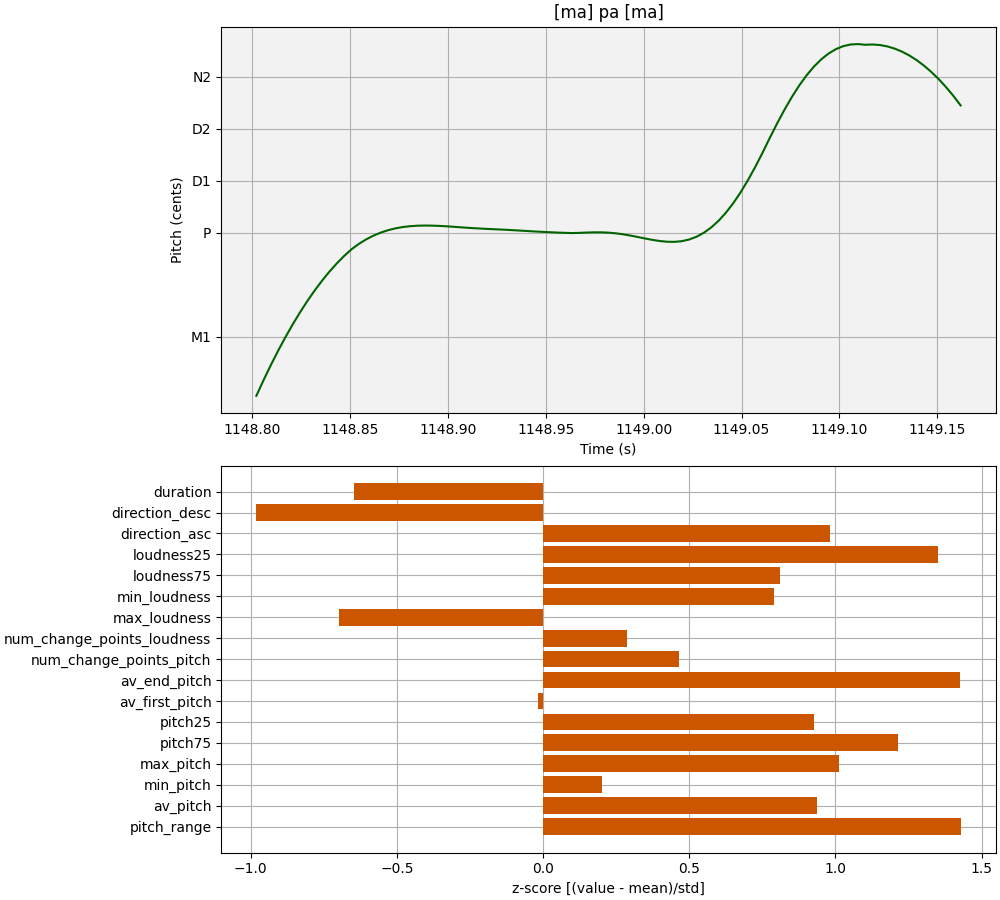 [ma] pa [ma]
Pitch (cents)
N2
D2
D1
P
M1
1148.80 1148.85 1148.90 1148.95 1149.00 1149.05 1149.10 1149.15
Time (s)
duration
direction_desc
direction_asc
loudness25
loudness75
min_loudness
max_loudness
num_change_points_loudness
num_change_points_pitch
av_end_pitch
av_first_pitch
pitch25
pitch75
max_pitch
min_pitch
av_pitch
pitch_range
−1.0 −0.5 0.0 0.5 1.0 1.5
z-score [(value - mean)/std]